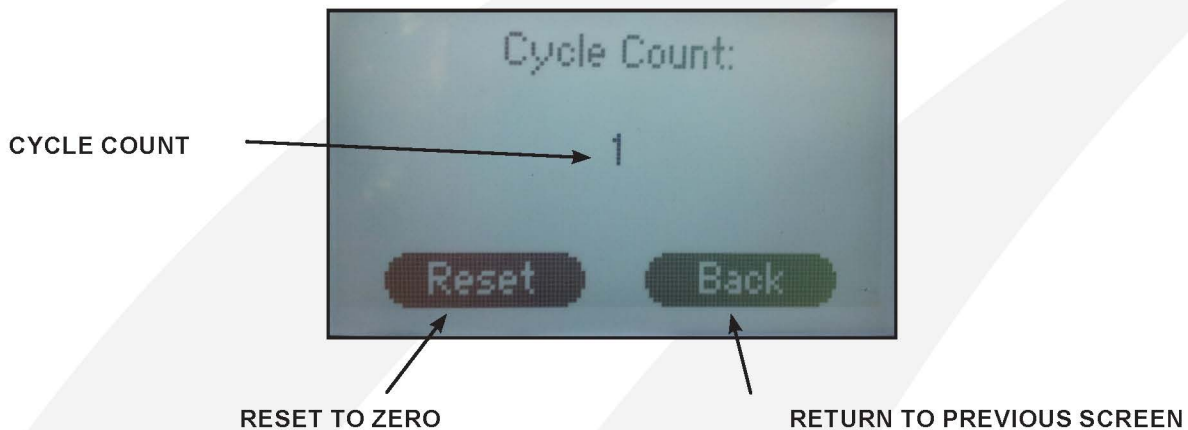 Cycle Count:
CYCLE COUNT
1
Reset
Back
RESET TO ZERO
RETURN TO PREVIOUS SCREEN